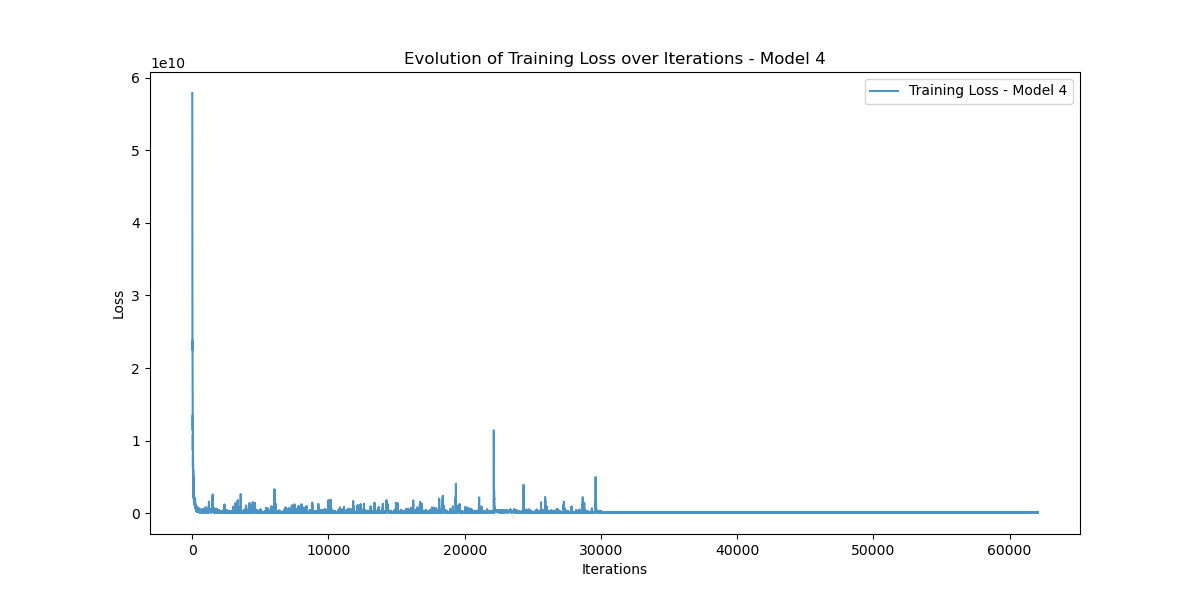 Evolution of Training Loss over Iterations - Model 4
1e10
Training Loss - Model 4
6
5
4
3
2
1
0
Loss
0 10000 20000 30000 40000 50000 60000
Iterations